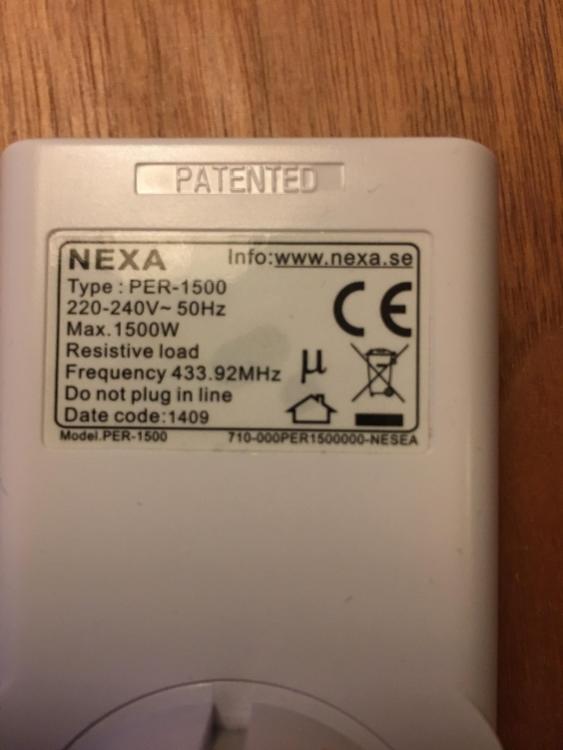 PATENTED
NEXA Info:www.nexa.se
Type : PER-1500
220-240V~ 50Hz
Max.1500W
Resistive load
Frequency 433.92MHz
Do not plug in line
Date code:1409
CE
µ
Model.PER-1500 710-000PER1500000-NESEA